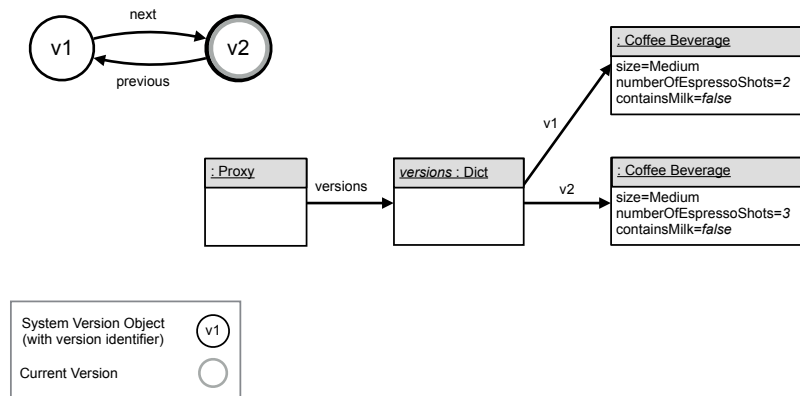 next
v1
v2
previous
: Coffee Beverage
size=Medium
numberOfEspressoShots=2
containsMilk=false
v1
: Proxy
versions
versions : Dict
v2
: Coffee Beverage
size=Medium
numberOfEspressoShots=3
containsMilk=false
System Version Object
(with version identifier)
v1
Current Version